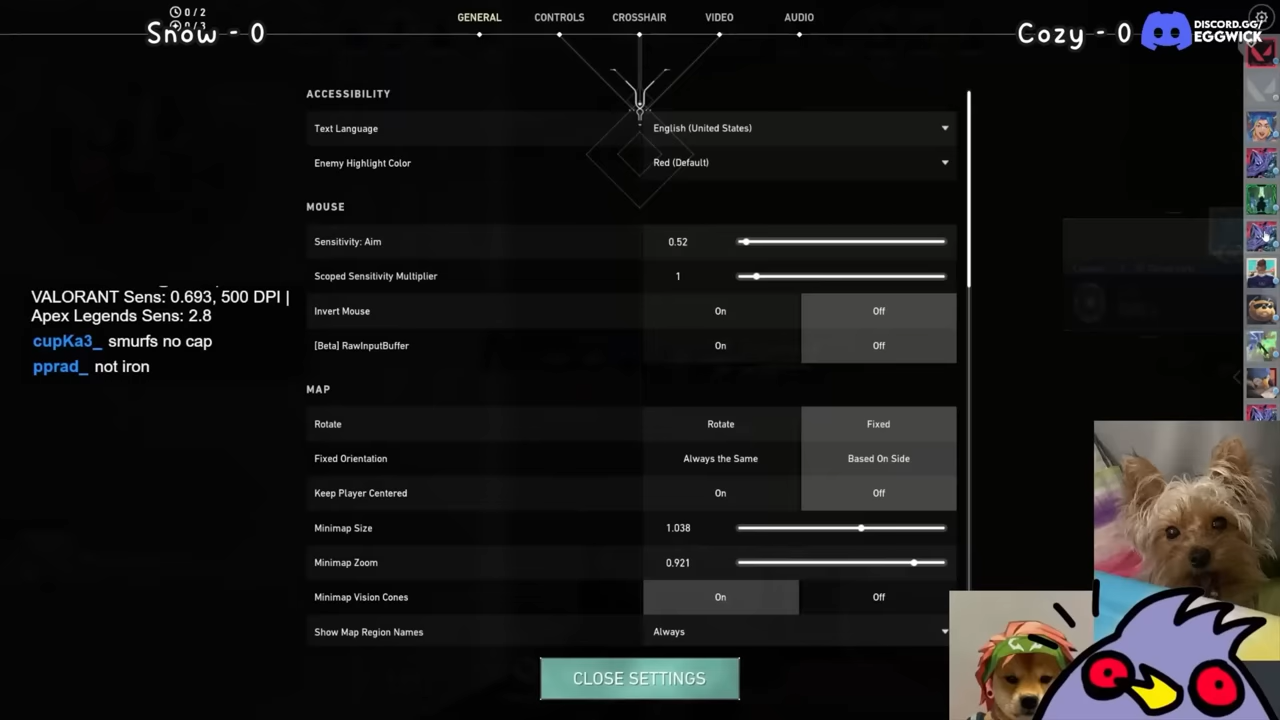 0/2
0/3
Snow - 0
GENERAL
CONTROLS
CROSSHAIR
VIDEO
AUDIO
Cozy - 0
DISCORD.GG/
EGGWICK
ACCESSIBILITY
Text Language English (United States)
Enemy Highlight Color Red (Default)
MOUSE
Sensitivity: Aim 0.52
Scoped Sensitivity Multiplier 1
Invert Mouse On Off
[Beta] RawInputBuffer On Off
MAP
Rotate Rotate Fixed
Fixed Orientation Always the Same Based On Side
Keep Player Centered On Off
Minimap Size 1.038
Minimap Zoom 0.921
Minimap Vision Cones On Off
Show Map Region Names Always
CLOSE SETTINGS
VALORANT Sens: 0.693, 500 DPI |
Apex Legends Sens: 2.8
cupKa3_ smurfs no cap
pprad_ not iron